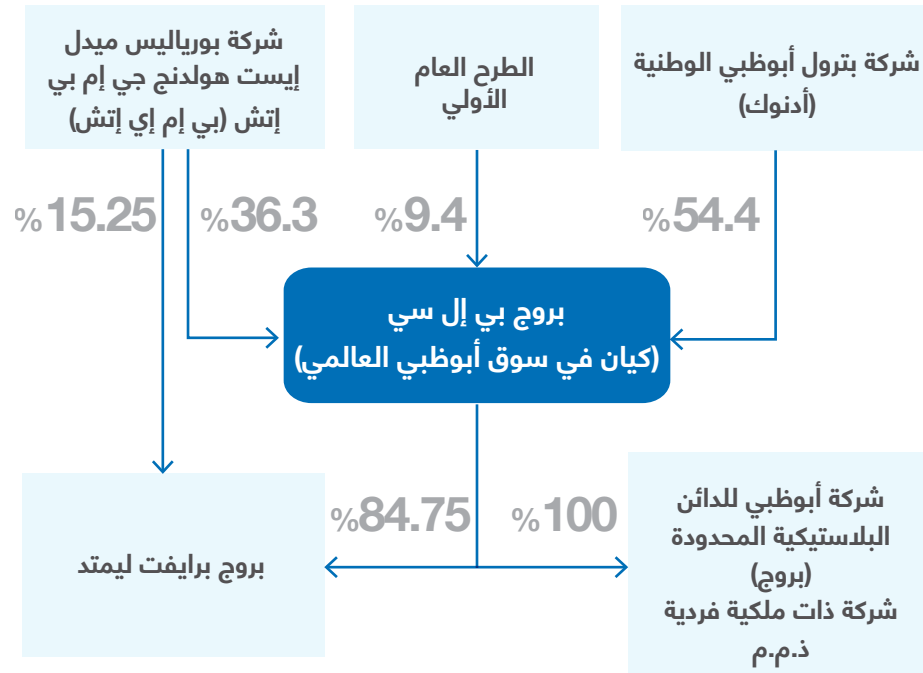 شركة بترول أبوظبي الوطنية
(أدنوك)
الطرح العام
الأولي
شركة بورياليس ميدل
إيست هولدنج جي إم بي
إتش (بي إم إي إتش)
%54.4
%9.4
%36.3
%15.25
بروج بي إل سي
(كيان في سوق أبوظبي العالمي)
%100
%84.75
شركة أبوظبي للدائن
البلاستيكية المحدودة
(بروج)
شركة ذات ملكية فردية
ذ.م.م
بروج برايفت ليمتد